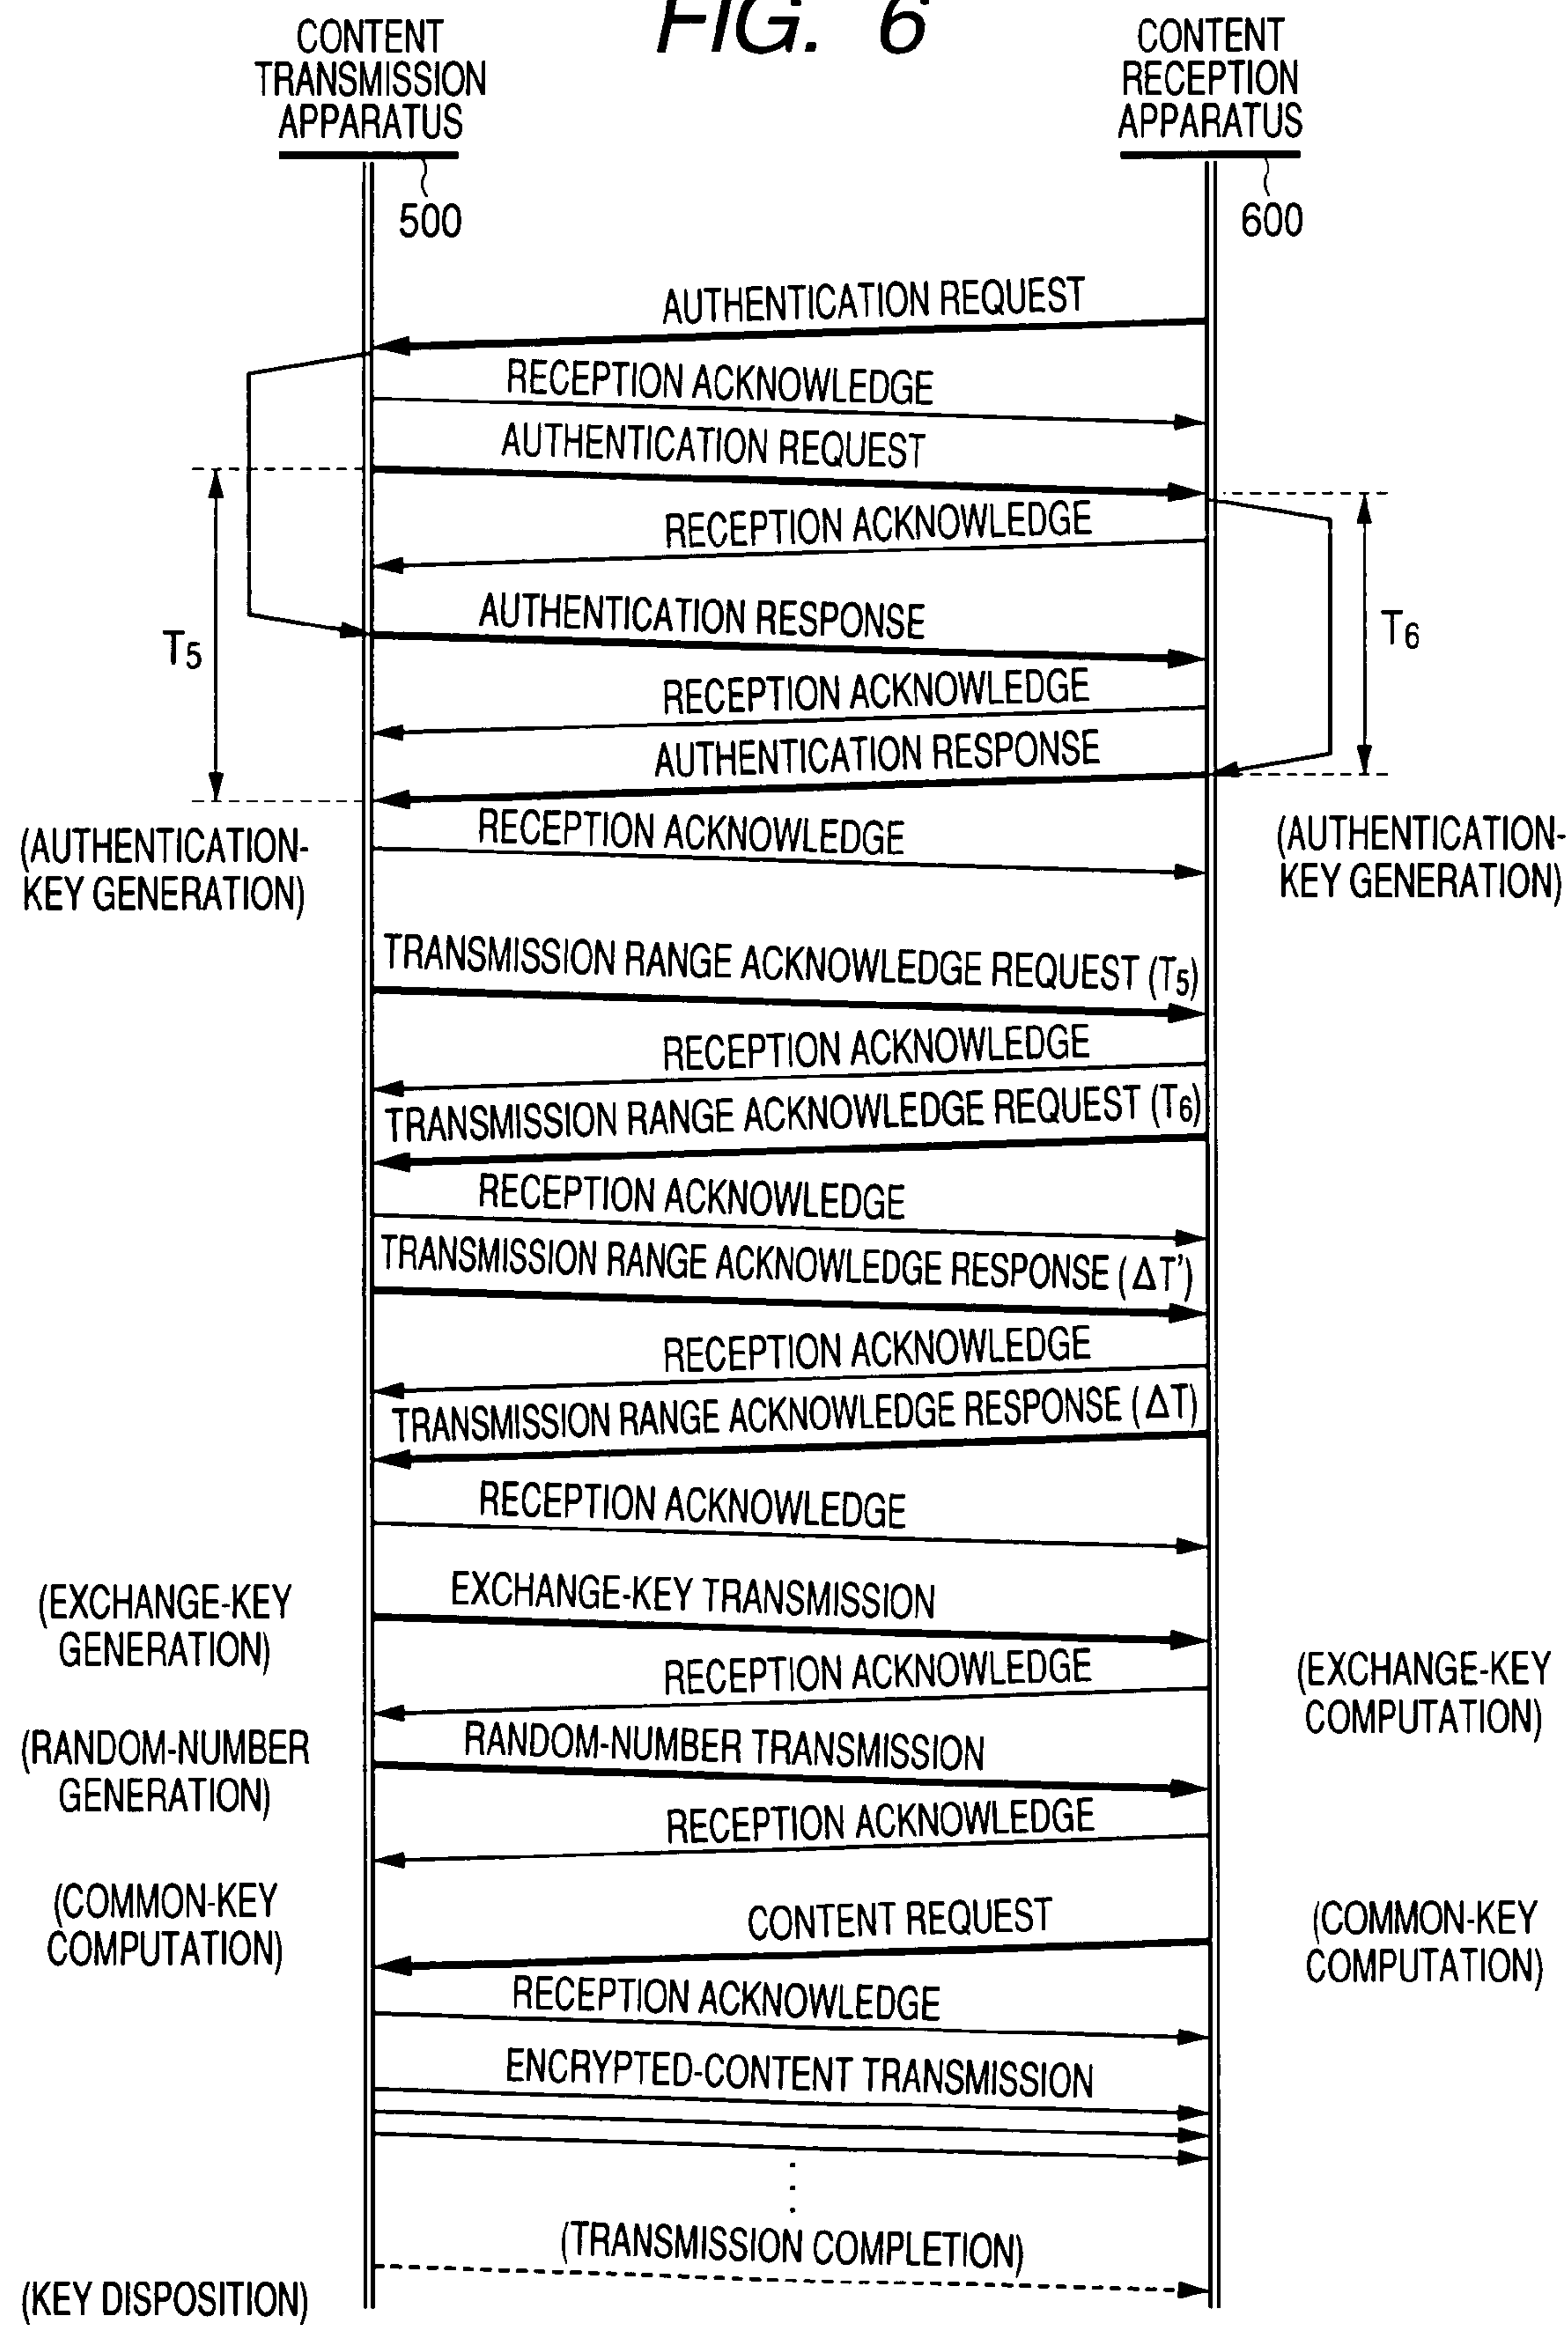 FIG. 6
CONTENT
TRANSMISSION
APPARATUS
500
CONTENT
RECEPTION
APPARATUS
600
AUTHENTICATION REQUEST
RECEPTION ACKNOWLEDGE
AUTHENTICATION REQUEST
RECEPTION ACKNOWLEDGE
AUTHENTICATION RESPONSE
T5
T6
RECEPTION ACKNOWLEDGE
AUTHENTICATION RESPONSE
RECEPTION ACKNOWLEDGE
(AUTHENTICATION-
KEY GENERATION)
(AUTHENTICATION-
KEY GENERATION)
TRANSMISSION RANGE ACKNOWLEDGE REQUEST (T5)
RECEPTION ACKNOWLEDGE
TRANSMISSION RANGE ACKNOWLEDGE REQUEST (T6)
RECEPTION ACKNOWLEDGE
TRANSMISSION RANGE ACKNOWLEDGE RESPONSE (ΔT')
RECEPTION ACKNOWLEDGE
TRANSMISSION RANGE ACKNOWLEDGE RESPONSE (ΔT)
RECEPTION ACKNOWLEDGE
(EXCHANGE-KEY
GENERATION)
EXCHANGE-KEY TRANSMISSION
RECEPTION ACKNOWLEDGE
(EXCHANGE-KEY
COMPUTATION)
(RANDOM-NUMBER
GENERATION)
RANDOM-NUMBER TRANSMISSION
RECEPTION ACKNOWLEDGE
(COMMON-KEY
COMPUTATION)
CONTENT REQUEST
(COMMON-KEY
COMPUTATION)
RECEPTION ACKNOWLEDGE
ENCRYPTED-CONTENT TRANSMISSION
(TRANSMISSION COMPLETION)
(KEY DISPOSITION)